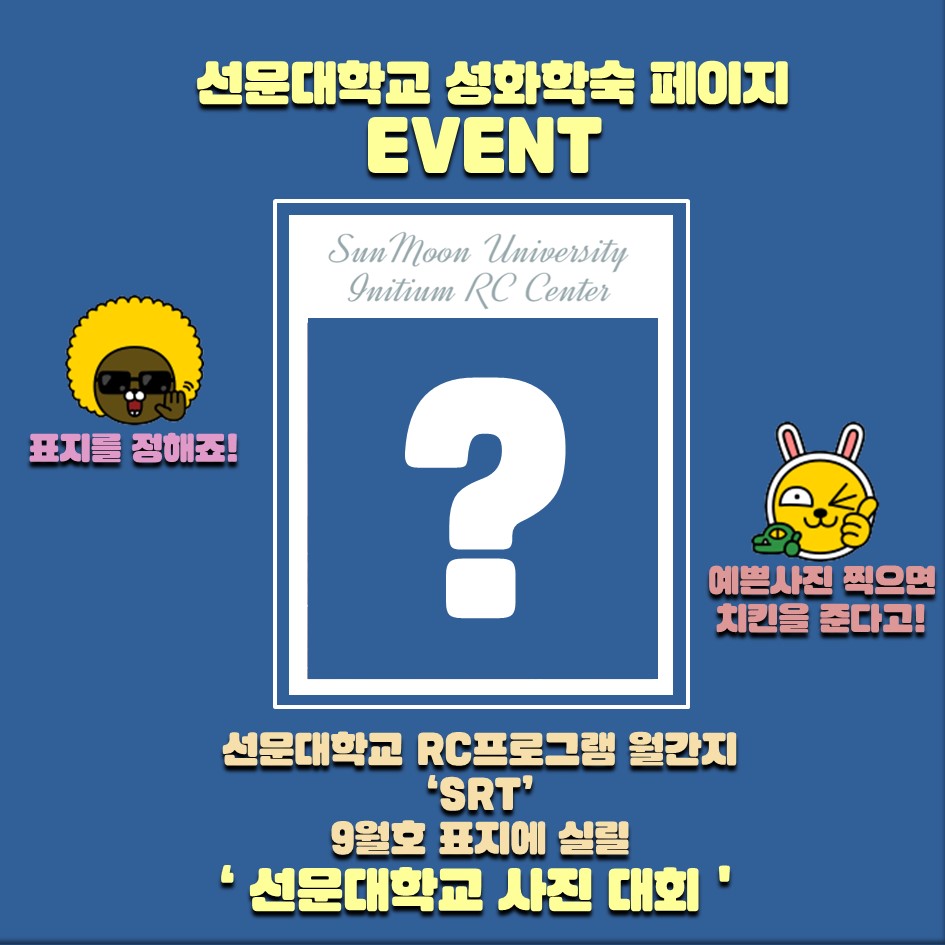 선문대학교 성화학숙 페이지
EVENT
SunMoon University
Initium RC Center
?
표지를 정해죠!
예쁜사진 찍으면
치킨을 준다고!
선문대학교 RC프로그램 월간지
‘SRT’
9월호 표지에 실릴
‘ 선문대학교 사진 대회 '